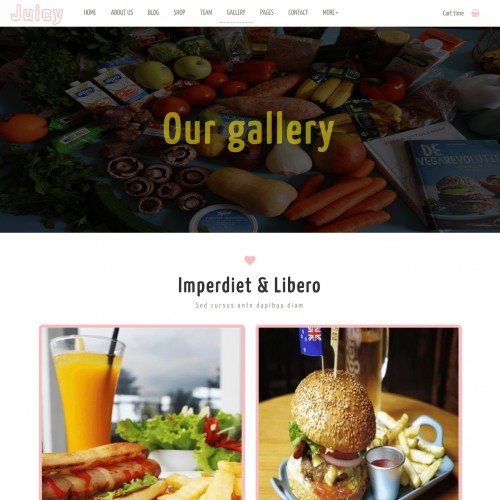 Juicy
HOME ABOUT US BLOG SHOP TEAM GALLERY PAGES CONTACT MORE Cart time
Our gallery
DE
VEGAREVOLUTIE
Imperdiet & Libero
Sed cursus ante dapibus diam